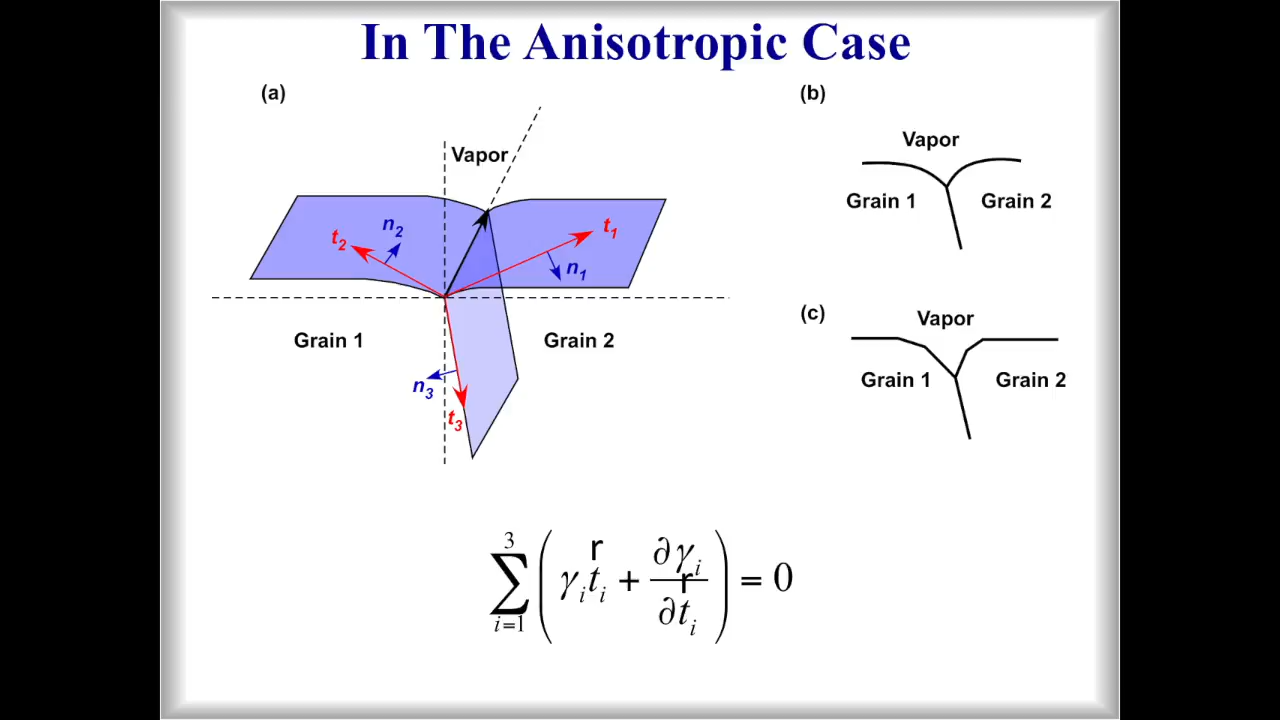 In The Anisotropic Case
(a)
Vapor
t2
n2
t1
n1
Grain 1
Grain 2
n3
t3
(b)
Vapor
Grain 1
Grain 2
(c)
Vapor
Grain 1
Grain 2
3
∑ ( γi r ti + ∂γi / ∂ r ti ) = 0
i=1